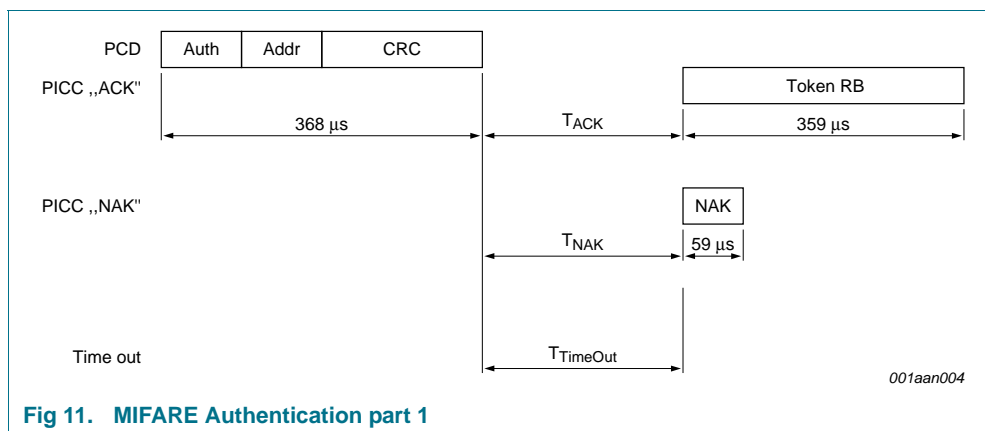 PCD Auth Addr CRC
PICC ,,ACK" Token RB
368 μs TACK 359 μs
PICC ,,NAK" NAK
TNAK 59 μs
Time out TTimeOut
001aan004
Fig 11. MIFARE Authentication part 1